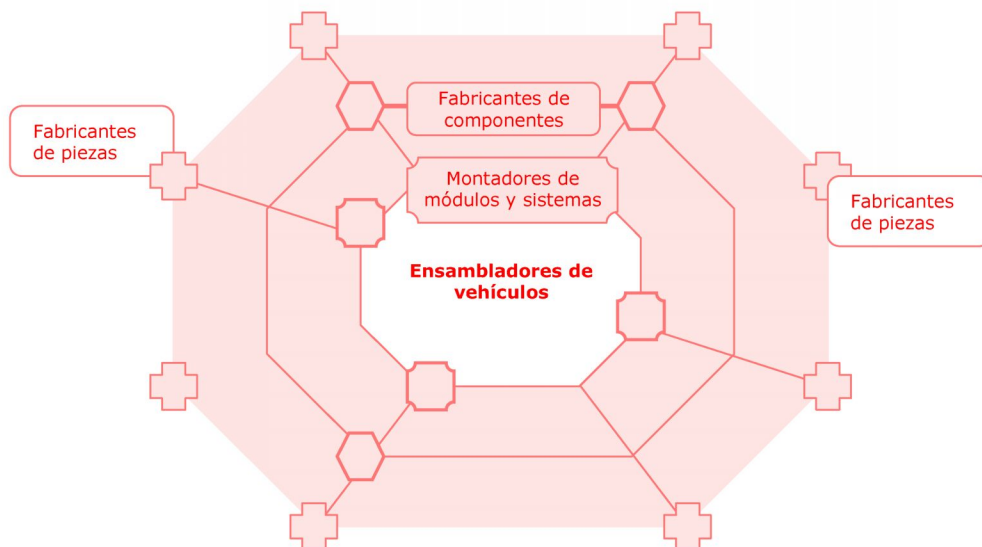 Fabricantes de
componentes
Fabricantes
de piezas
Montadores de
módulos y sistemas
Fabricantes
de piezas
Ensambladores de
vehículos